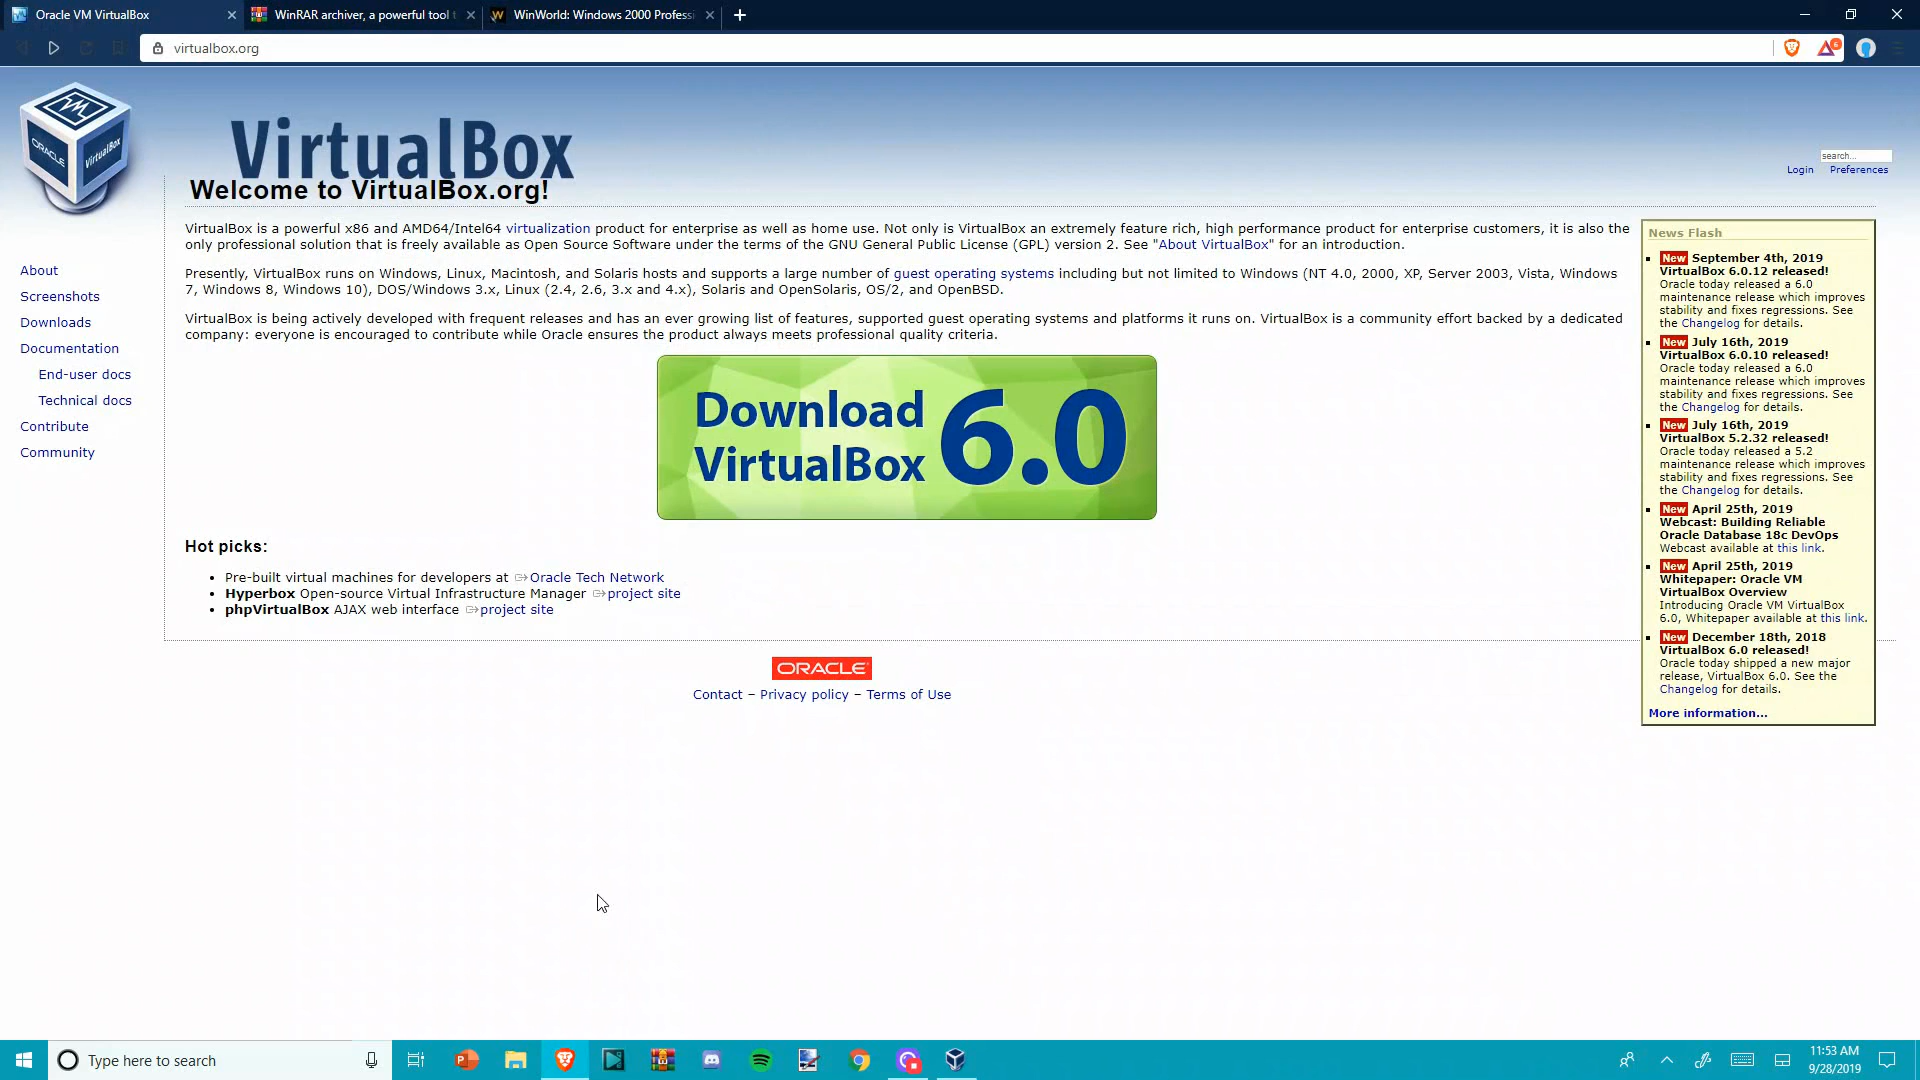 Oracle VM VirtualBox
WinRAR archiver, a powerful tool t
WinWorld: Windows 2000 Professi
virtualbox.org
6
ORACLE
VirtualBox
VirtualBox
search...
Login Preferences
Welcome to VirtualBox.org!
About
Screenshots
Downloads
Documentation
End-user docs
Technical docs
Contribute
Community
VirtualBox is a powerful x86 and AMD64/Intel64 virtualization product for enterprise as well as home use. Not only is VirtualBox an extremely feature rich, high performance product for enterprise customers, it is also the
only professional solution that is freely available as Open Source Software under the terms of the GNU General Public License (GPL) version 2. See "About VirtualBox" for an introduction.
Presently, VirtualBox runs on Windows, Linux, Macintosh, and Solaris hosts and supports a large number of guest operating systems including but not limited to Windows (NT 4.0, 2000, XP, Server 2003, Vista, Windows
7, Windows 8, Windows 10), DOS/Windows 3.x, Linux (2.4, 2.6, 3.x and 4.x), Solaris and OpenSolaris, OS/2, and OpenBSD.
VirtualBox is being actively developed with frequent releases and has an ever growing list of features, supported guest operating systems and platforms it runs on. VirtualBox is a community effort backed by a dedicated
company: everyone is encouraged to contribute while Oracle ensures the product always meets professional quality criteria.
Download
VirtualBox 6.0
Hot picks:
Pre-built virtual machines for developers at Oracle Tech Network
Hyperbox Open-source Virtual Infrastructure Manager project site
phpVirtualBox AJAX web interface project site
News Flash
New September 4th, 2019
VirtualBox 6.0.12 released!
Oracle today released a 6.0
maintenance release which improves
stability and fixes regressions. See
the Changelog for details.
New July 16th, 2019
VirtualBox 6.0.10 released!
Oracle today released a 6.0
maintenance release which improves
stability and fixes regressions. See
the Changelog for details.
New July 16th, 2019
VirtualBox 5.2.32 released!
Oracle today released a 5.2
maintenance release which improves
stability and fixes regressions. See
the Changelog for details.
New April 25th, 2019
Webcast: Building Reliable
Oracle Database 18c DevOps
Webcast available at this link.
New April 25th, 2019
Whitepaper: Oracle VM
VirtualBox Overview
Introducing Oracle VM VirtualBox
6.0, Whitepaper available at this link.
New December 18th, 2018
VirtualBox 6.0 released!
Oracle today shipped a new major
release, VirtualBox 6.0. See the
Changelog for details.
More information...
ORACLE
Contact – Privacy policy – Terms of Use
Type here to search
11:53 AM
9/28/2019